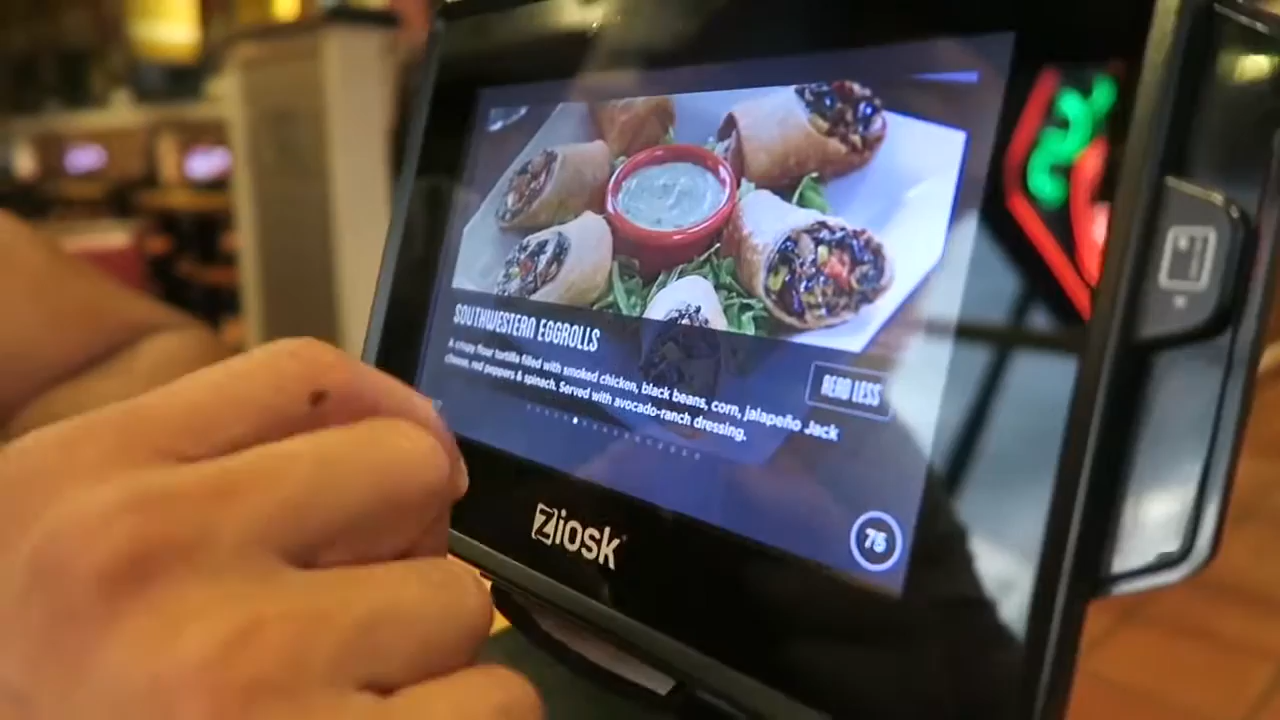 SOUTHWESTERN EGGROLLS
A crispy flour tortilla filled with smoked chicken, black beans, corn, jalapeño Jack
cheese, red peppers & spinach. Served with avocado-ranch dressing.
READ LESS
75
Ziosk